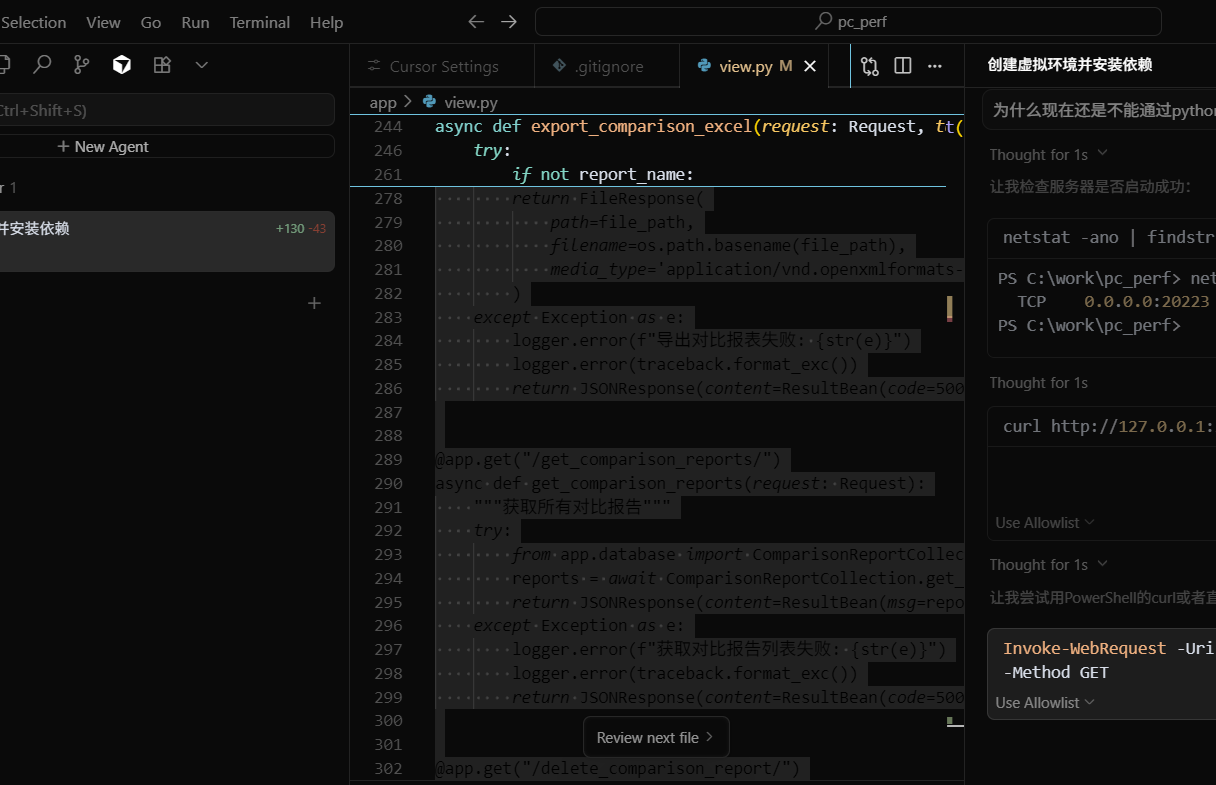 Selection View Go Run Terminal Help
pc_perf
Ctrl+Shift+S)
New Agent
r 1
并安装依赖
+130 -43
Cursor Settings
.gitignore
view.py M
app > view.py
244 async def export_comparison_excel(request: Request, tt(
246 try:
261 if not report_name:
278 return FileResponse(
279 path=file_path,
280 filename=os.path.basename(file_path),
281 media_type='application/vnd.openxmlformats-
282 )
283 except Exception as e:
284 logger.error(f"导出对比报表失败: {str(e)}")
285 logger.error(traceback.format_exc())
286 return JSONResponse(content=ResultBean(code=500
287
288
289 @app.get("/get_comparison_reports/")
290 async def get_comparison_reports(request: Request):
291 """获取所有对比报告"""
292 try:
293 from app.database import ComparisonReportCollec
294 reports = await ComparisonReportCollection.get_
295 return JSONResponse(content=ResultBean(msg=repo
296 except Exception as e:
297 logger.error(f"获取对比报告列表失败: {str(e)}")
298 logger.error(traceback.format_exc())
299 return JSONResponse(content=ResultBean(code=500
300
301
302 @app.get("/delete_comparison_report/")
Review next file
创建虚拟环境并安装依赖
为什么现在还是不能通过python
Thought for 1s
让我检查服务器是否启动成功:
netstat -ano | findstr
PS C:\work\pc_perf> net
TCP 0.0.0.0:20223
PS C:\work\pc_perf>
Thought for 1s
curl http://127.0.0.1:
Use Allowlist
Thought for 1s
让我尝试用PowerShell的curl或者直
Invoke-WebRequest -Uri
-Method GET
Use Allowlist